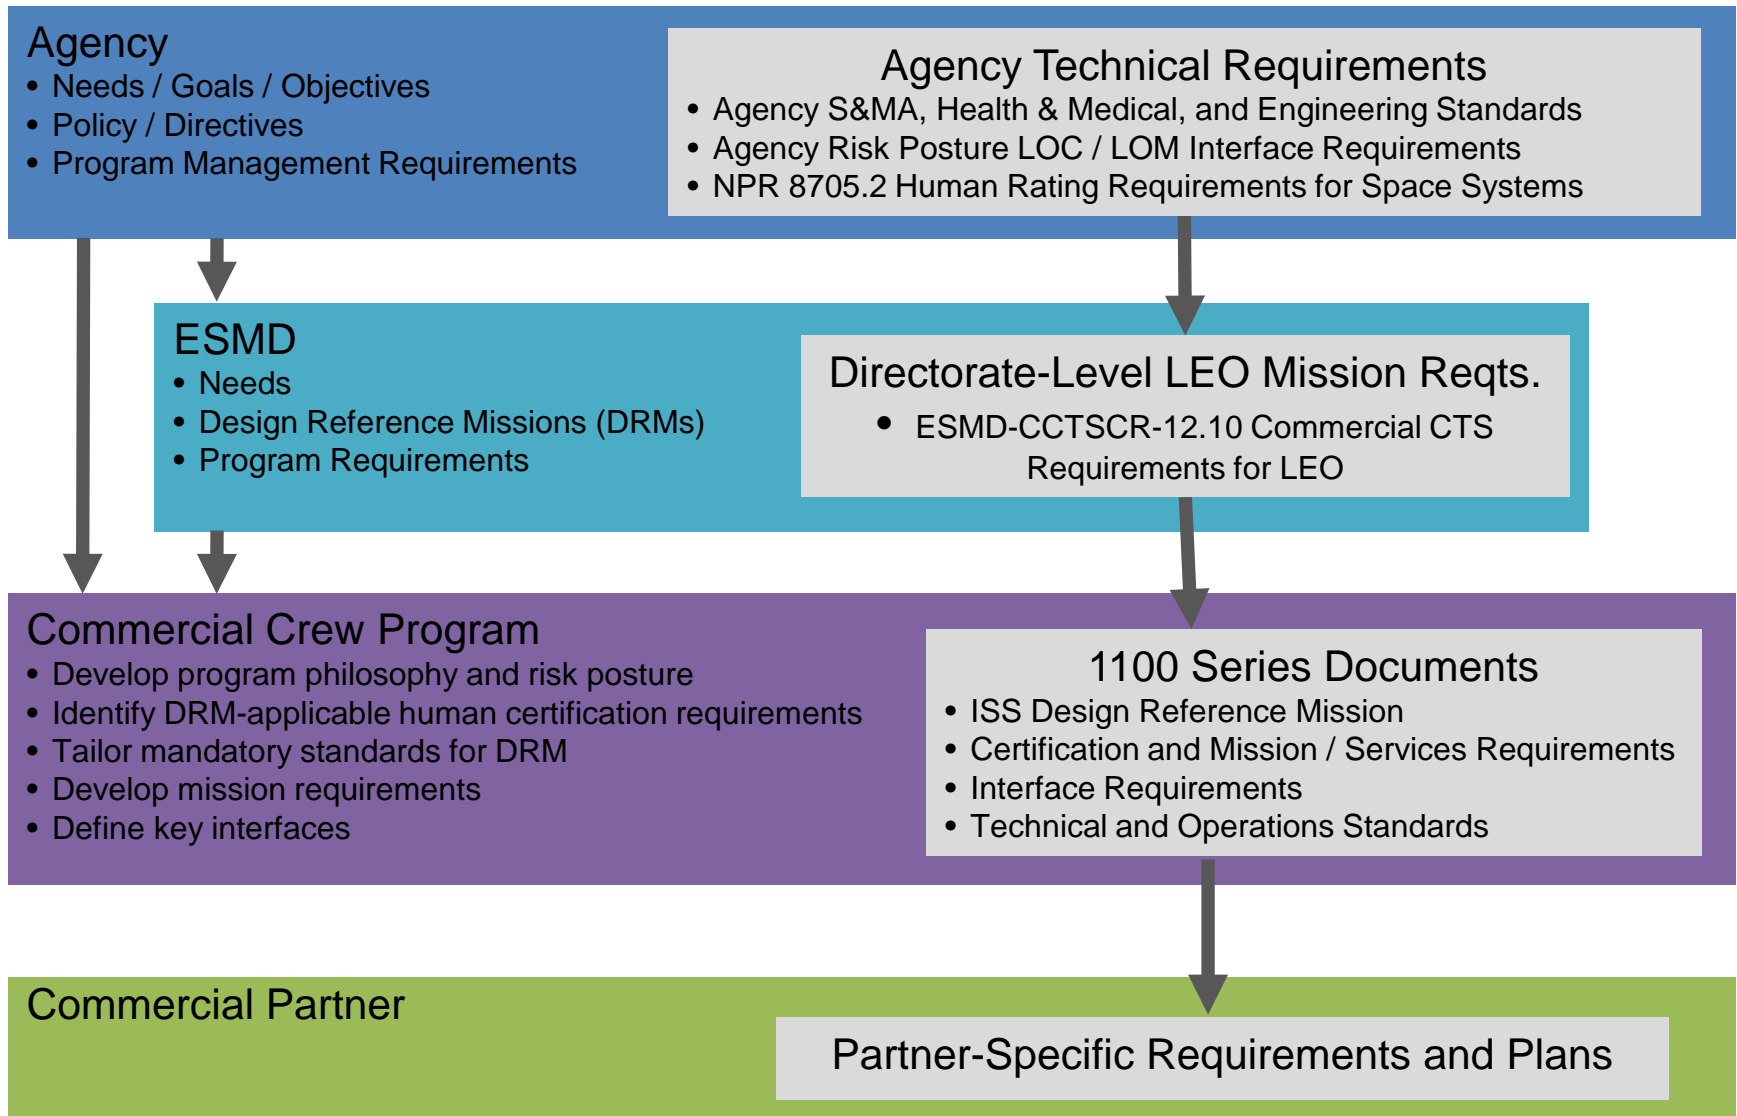 Agency
• Needs / Goals / Objectives
• Policy / Directives
• Program Management Requirements
Agency Technical Requirements
• Agency S&MA, Health & Medical, and Engineering Standards
• Agency Risk Posture LOC / LOM Interface Requirements
• NPR 8705.2 Human Rating Requirements for Space Systems
ESMD
• Needs
• Design Reference Missions (DRMs)
• Program Requirements
Directorate-Level LEO Mission Reqts.
• ESMD-CCTSCR-12.10 Commercial CTS
Requirements for LEO
Commercial Crew Program
• Develop program philosophy and risk posture
• Identify DRM-applicable human certification requirements
• Tailor mandatory standards for DRM
• Develop mission requirements
• Define key interfaces
1100 Series Documents
• ISS Design Reference Mission
• Certification and Mission / Services Requirements
• Interface Requirements
• Technical and Operations Standards
Commercial Partner
Partner-Specific Requirements and Plans